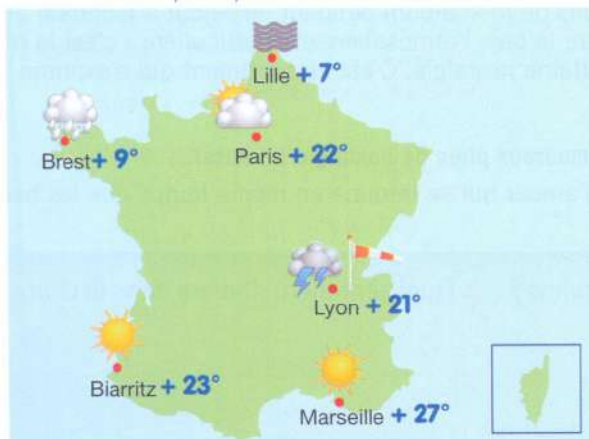 Lille + 7°
Brest + 9°
Paris + 22°
Lyon + 21°
Biarritz + 23°
Marseille + 27°